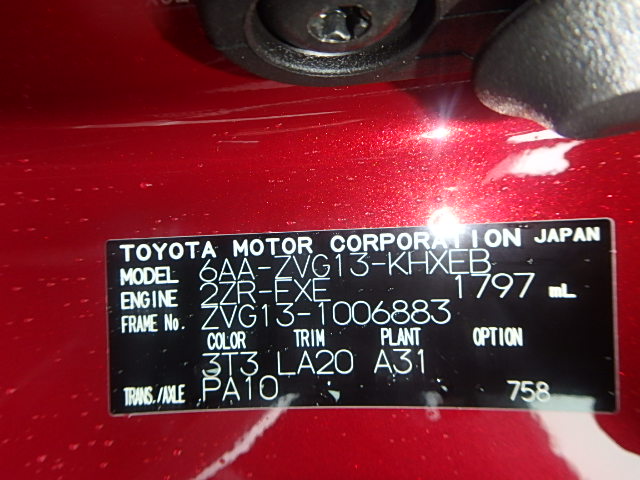 TOYOTA MOTOR CORPORATION JAPAN
MODEL 6AA-ZVG13-KHXEB
ENGINE 2ZR-EXE 1797 mL
FRAME No. ZVG13-1006883
COLOR TRIM PLANT OPTION
3T3 LA20 A31
TRANS./AXLE PA10 758